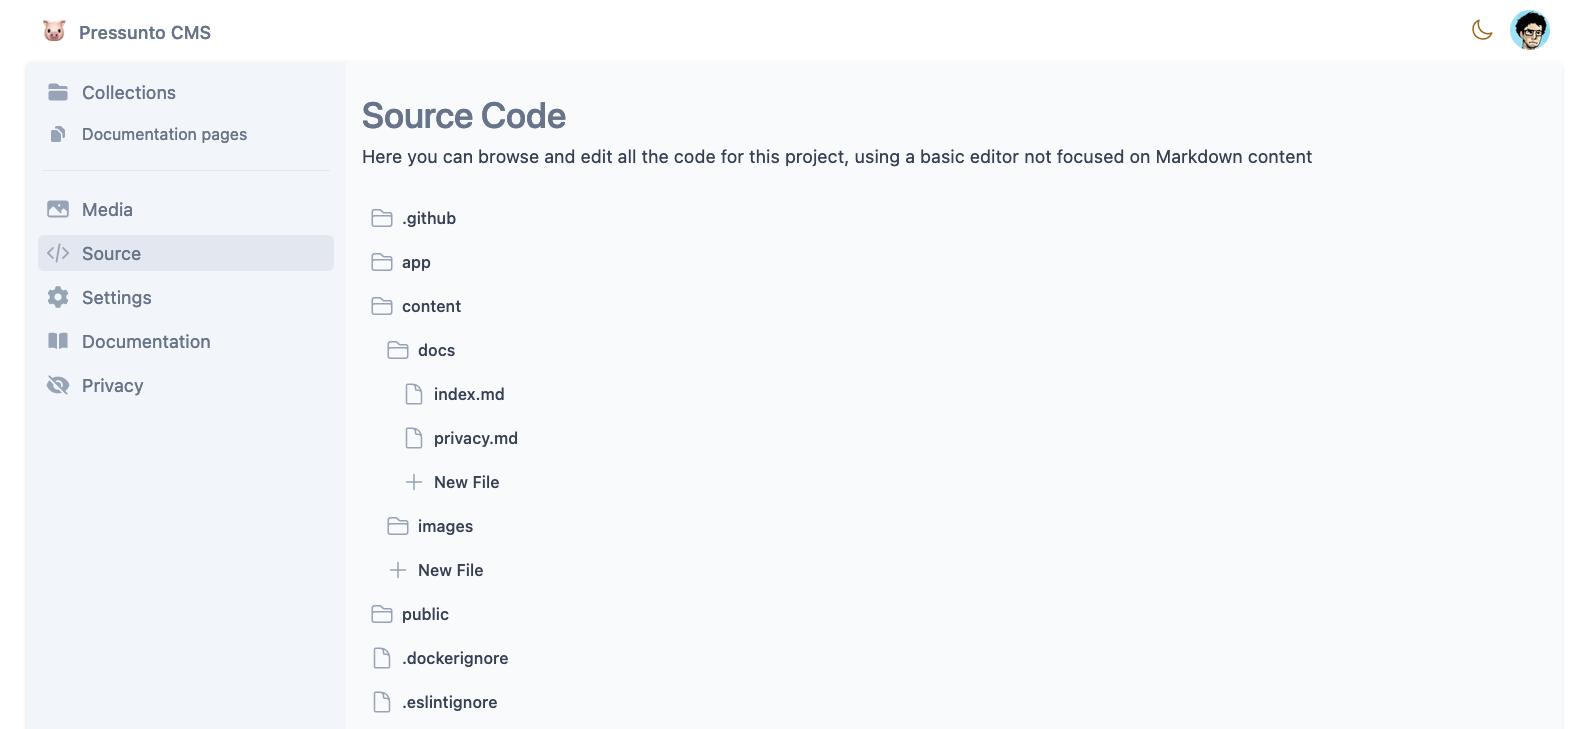 Pressunto CMS
Collections
Documentation pages
Media
Source
Settings
Documentation
Privacy
Source Code
Here you can browse and edit all the code for this project, using a basic editor not focused on Markdown content
.github
app
content
docs
index.md
privacy.md
New File
images
New File
public
.dockerignore
.eslintignore